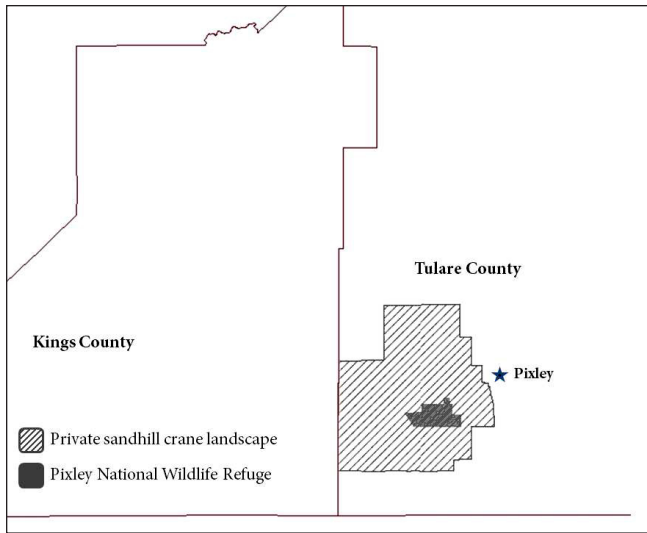 Tulare County
Kings County
Pixley
Private sandhill crane landscape
Pixley National Wildlife Refuge